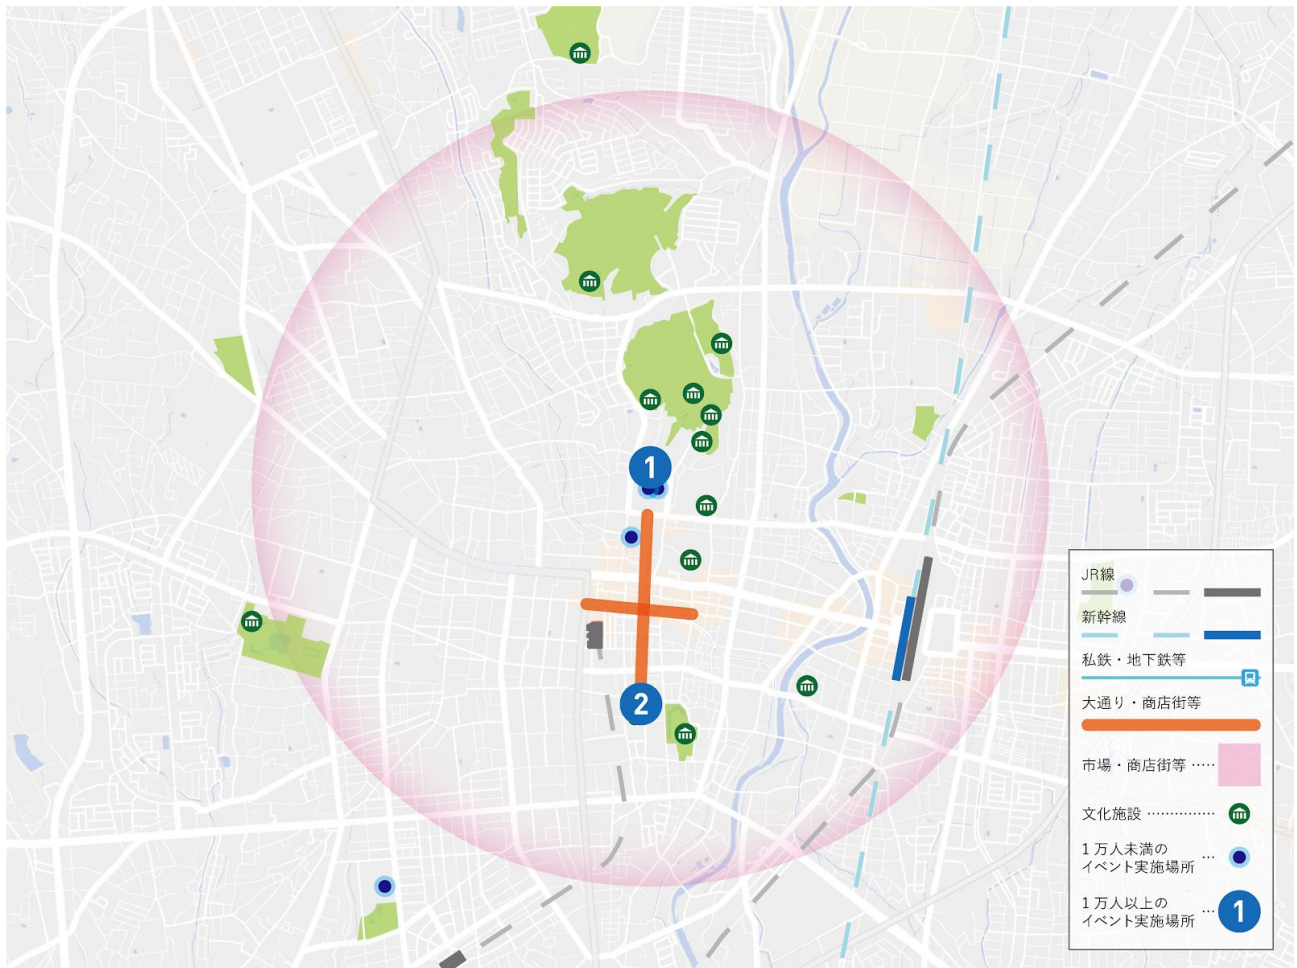 1
2
JR線
新幹線
私鉄・地下鉄等
大通り・商店街等
市場・商店街等 ‥‥‥
文化施設 ‥‥‥‥‥‥‥
1万人未満の
イベント実施場所 ‥‥
1万人以上の
イベント実施場所 ‥‥ 1